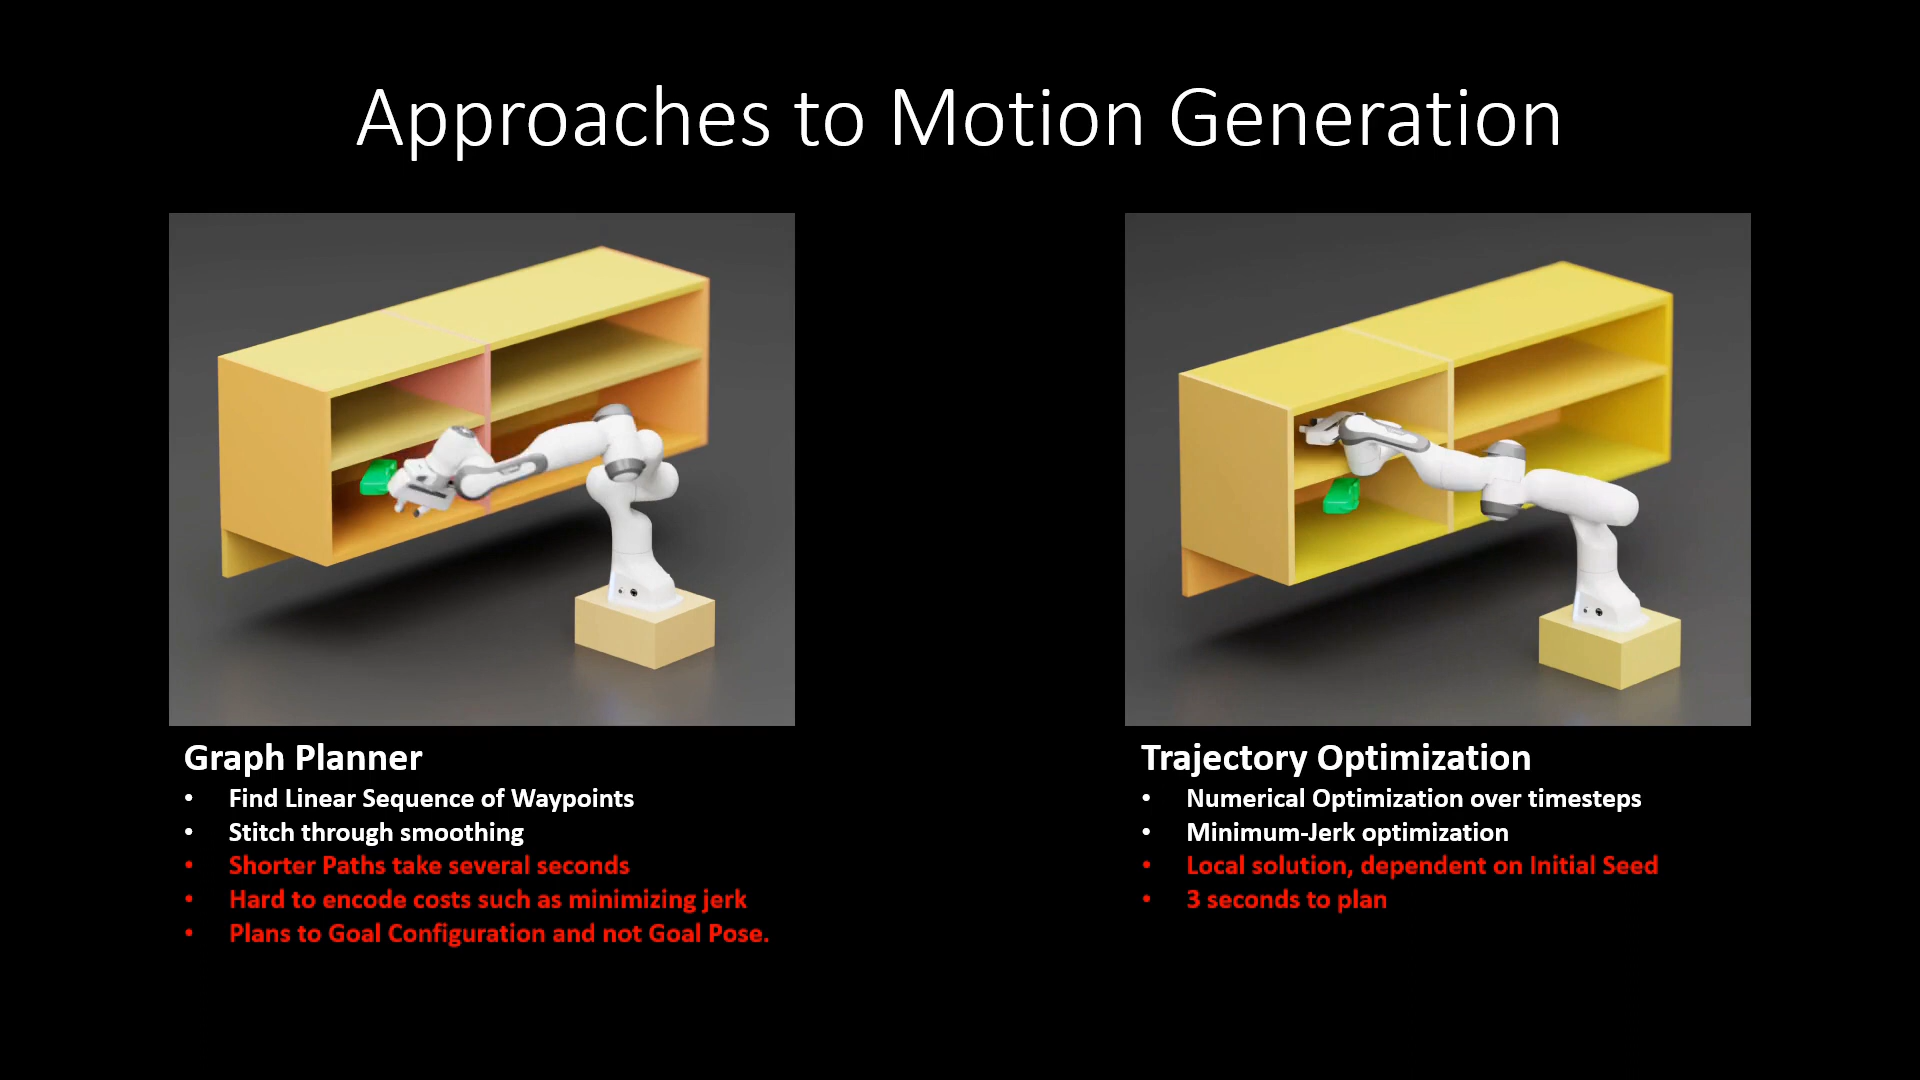 Approaches to Motion Generation
Graph Planner
• Find Linear Sequence of Waypoints
• Stitch through smoothing
• Shorter Paths take several seconds
• Hard to encode costs such as minimizing jerk
• Plans to Goal Configuration and not Goal Pose.
Trajectory Optimization
• Numerical Optimization over timesteps
• Minimum-Jerk optimization
• Local solution, dependent on Initial Seed
• 3 seconds to plan